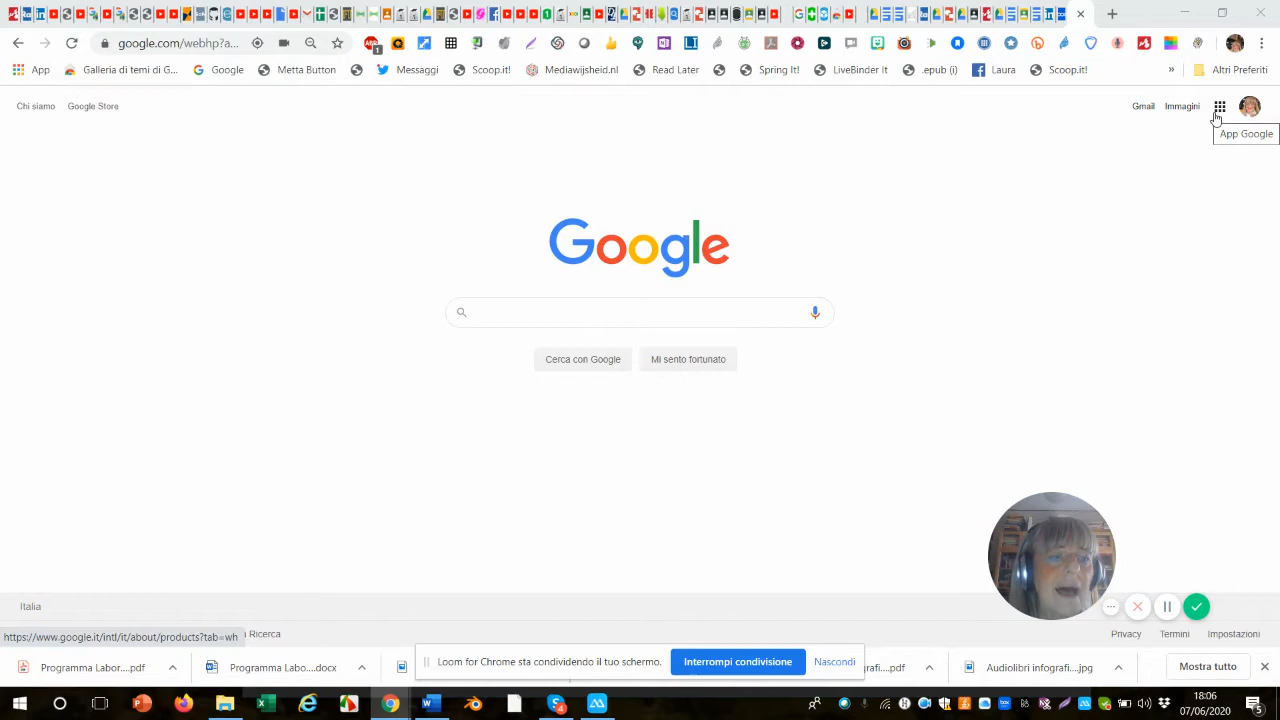 google.com/webhp?a...
1
App
Galleria di temi di G...
Google
Metta Button
Messaggi
Scoop.it!
Mediawijsheid.nl
Read Later
Spring It!
LiveBinder It
.epub (i)
Laura
Scoop.it!
»
Altri Preferiti
Chi siamo
Google Store
Gmail
Immagini
App Google
Google
Cerca con Google
Mi sento fortunato
Italia
https://www.google.it/intl/it/about/products?tab=wh
Ricerca
Privacy
Termini
Impostazioni
Programma Labor....pdf
Programma Labo....docx
Loom for Chrome sta condividendo il tuo schermo.
Interrompi condivisione
Nascondi
grafi....pdf
Audiolibri infografi....jpg
Mostra tutto
18:06
07/06/2020